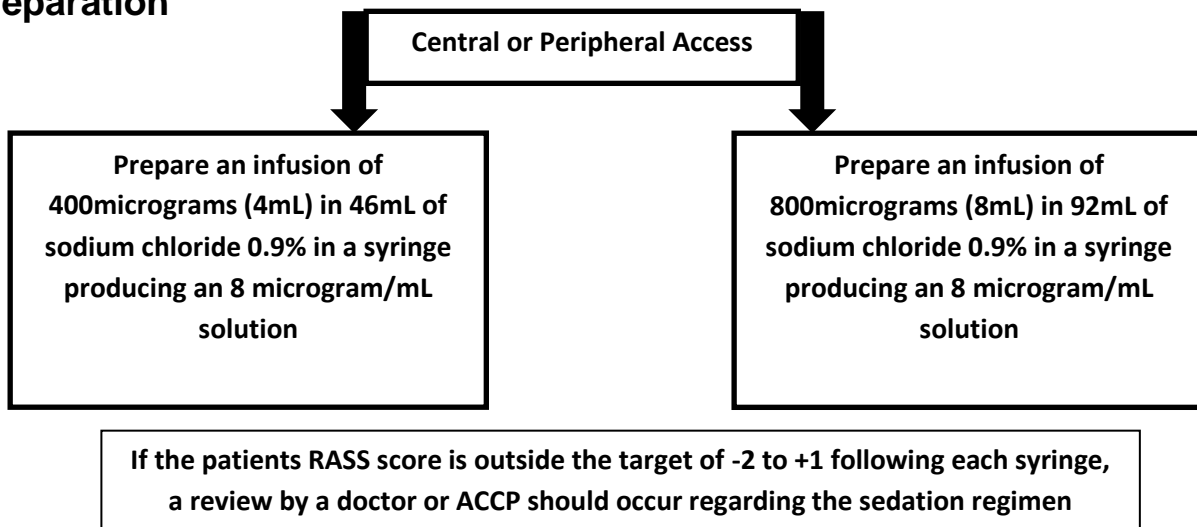 eparation
Central or Peripheral Access
Prepare an infusion of
400micrograms (4mL) in 46mL of
sodium chloride 0.9% in a syringe
producing an 8 microgram/mL
solution
Prepare an infusion of
800micrograms (8mL) in 92mL of
sodium chloride 0.9% in a syringe
producing an 8 microgram/mL
solution
If the patients RASS score is outside the target of -2 to +1 following each syringe,
a review by a doctor or ACCP should occur regarding the sedation regimen